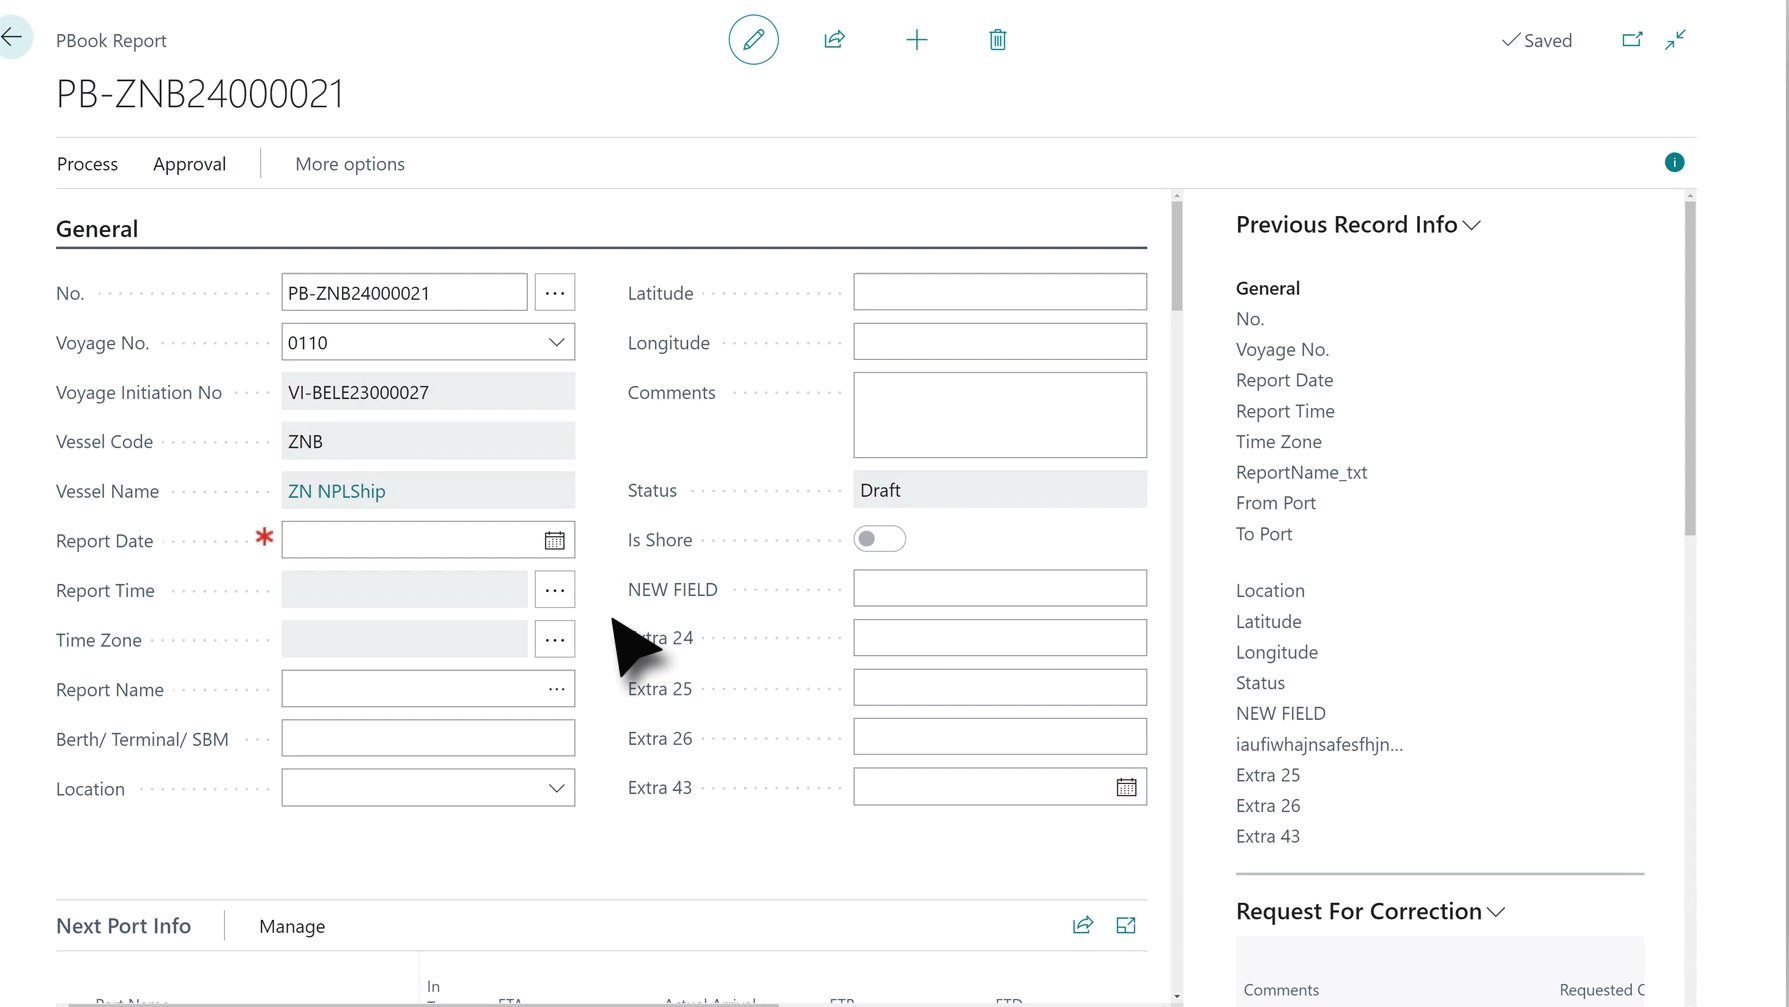 PBook Report
Saved
PB-ZNB24000021
Process Approval More options
General
No. PB-ZNB24000021
Voyage No. 0110
Voyage Initiation No VI-BELE23000027
Vessel Code ZNB
Vessel Name ZN NPLShip
Report Date *
Report Time
Time Zone
Report Name
Berth/ Terminal/ SBM
Location
Latitude
Longitude
Comments
Status Draft
Is Shore
NEW FIELD
24
Extra 25
Extra 26
Extra 43
Next Port Info Manage
In
Port Name ETA Actual Arrival ETB ETD
Previous Record Info
General
No.
Voyage No.
Report Date
Report Time
Time Zone
ReportName_txt
From Port
To Port
Location
Latitude
Longitude
Status
NEW FIELD
iaufiwhajnsafesfhjn...
Extra 25
Extra 26
Extra 43
Request For Correction
Comments Requested